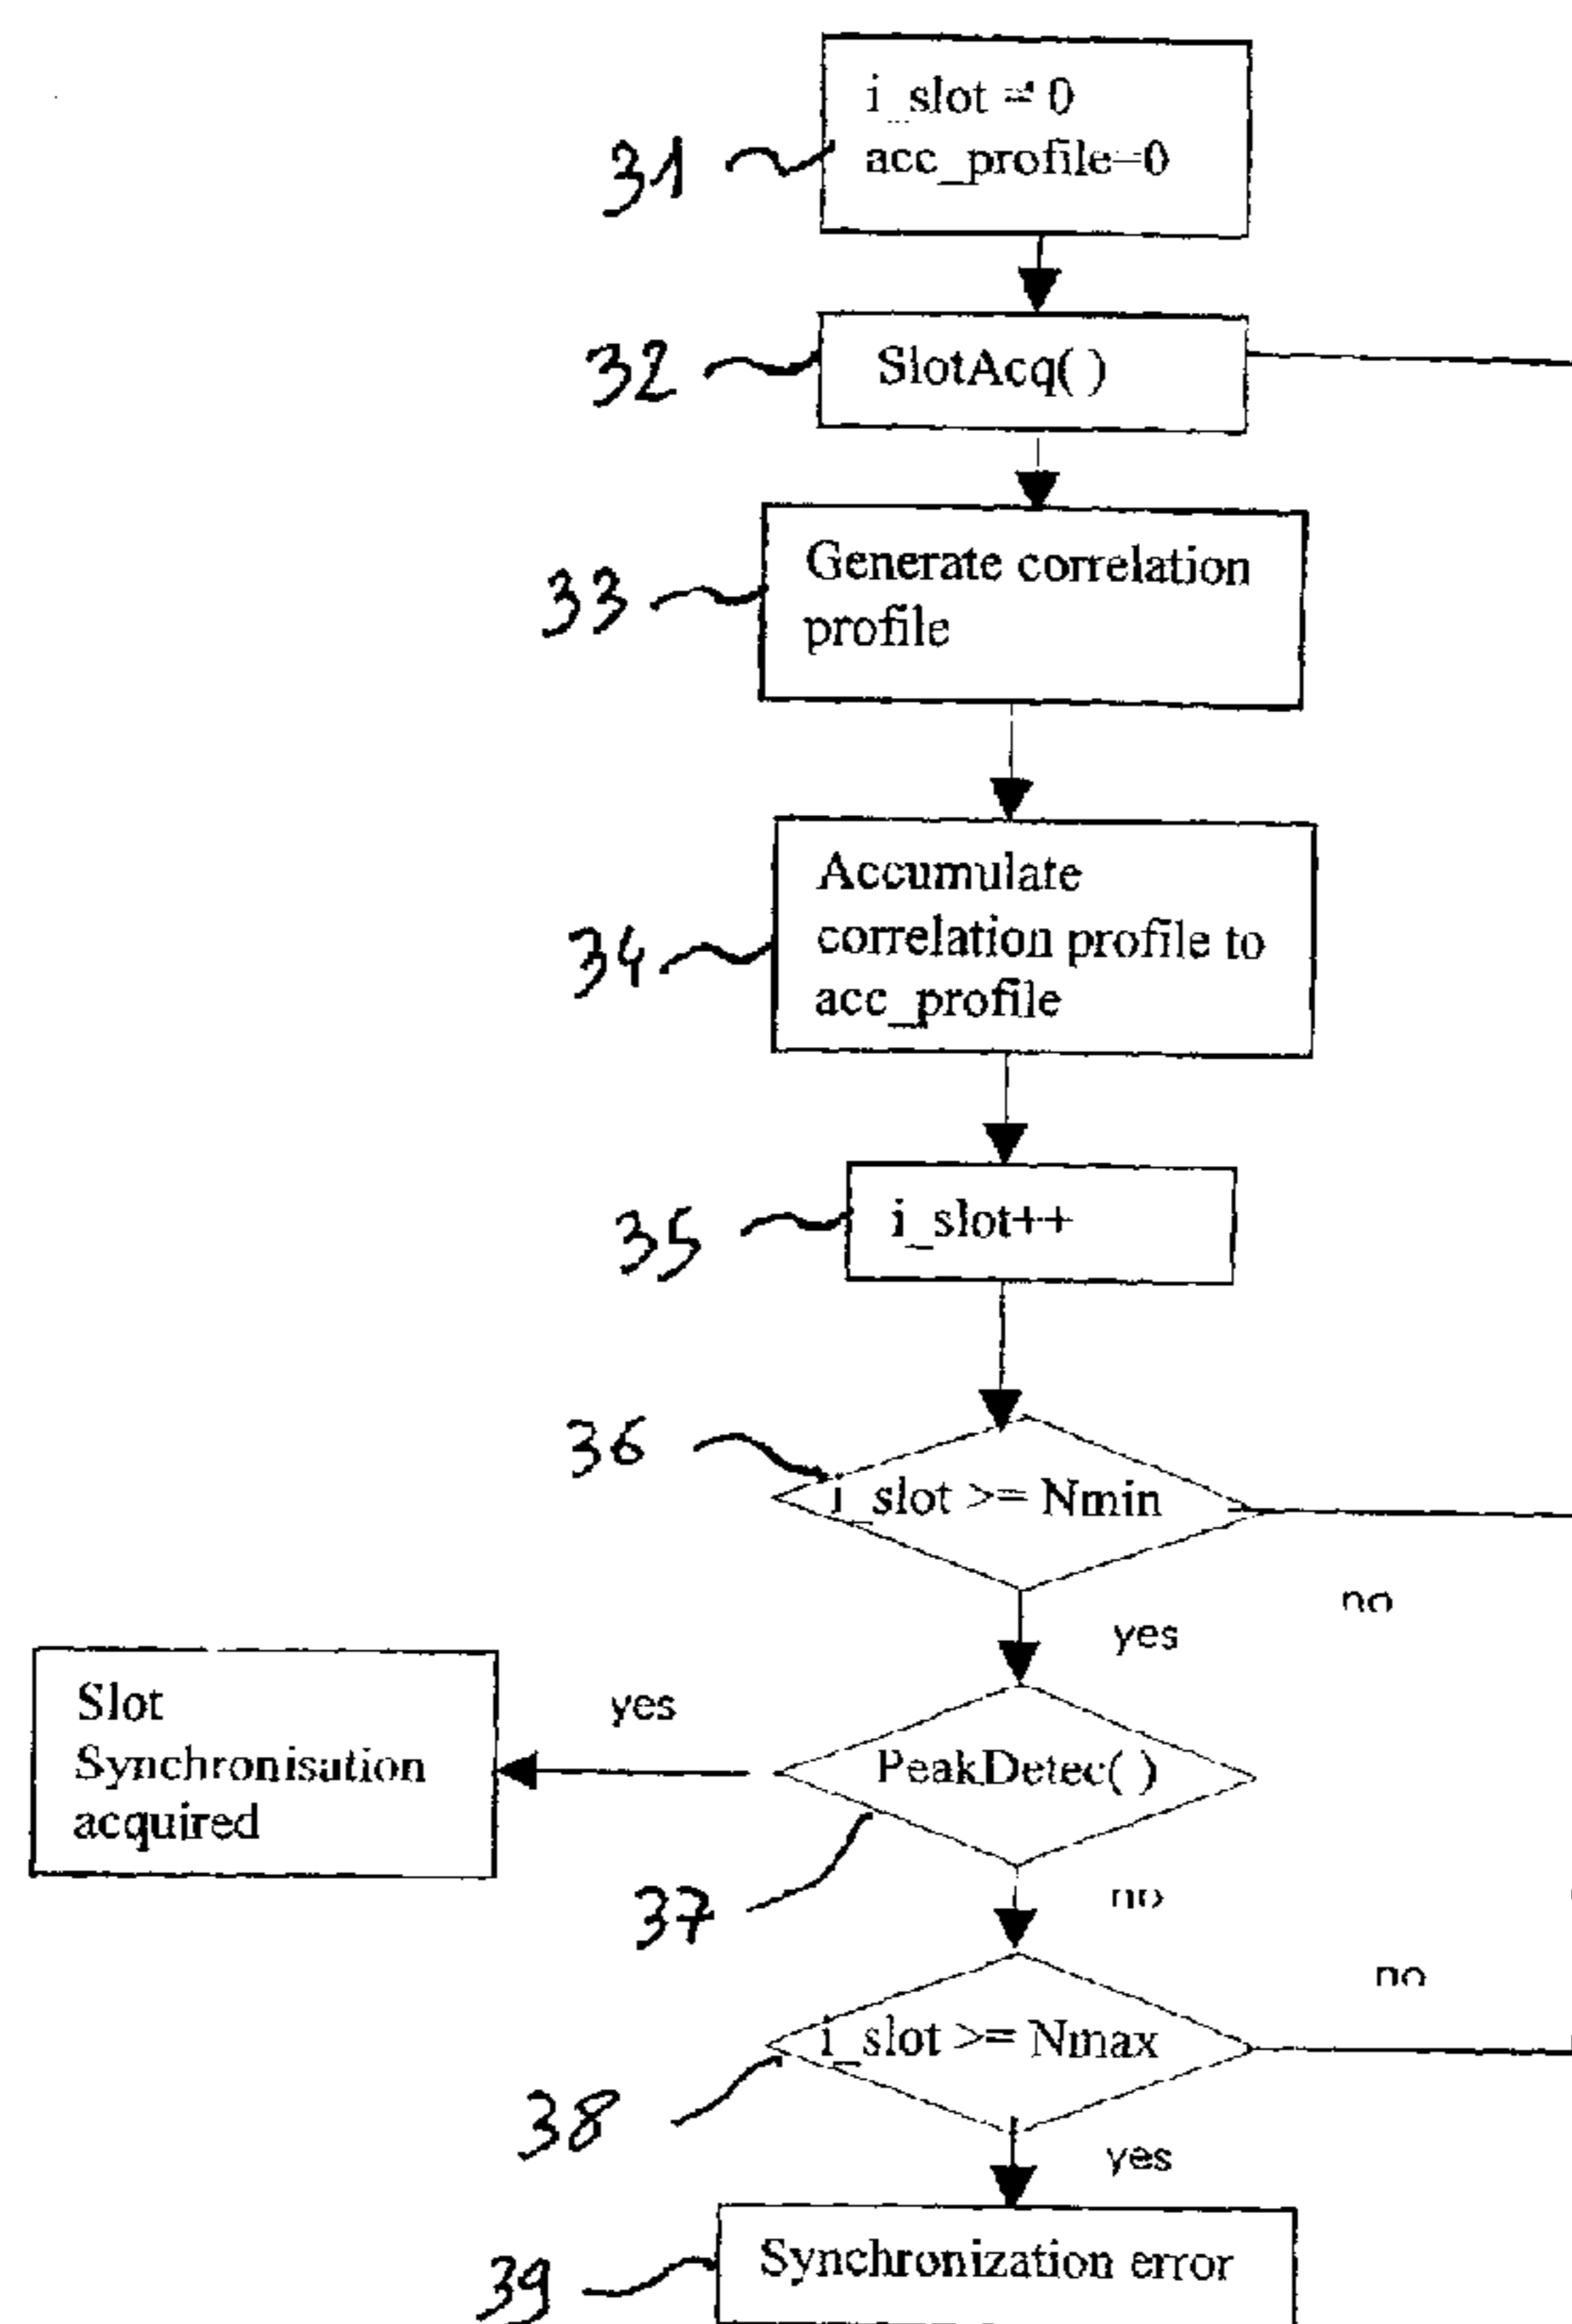 i_slot = 0
acc_profile=0
31
32
SlotAcq( )
33
Generate correlation
profile
34
Accumulate
correlation profile to
acc_profile
35
i_slot++
36
i_slot >= Nmin
no
yes
Slot
Synchronisation
acquired
yes
PeakDetec( )
37
no
no
i_slot >= Nmax
38
yes
39
Synchronization error